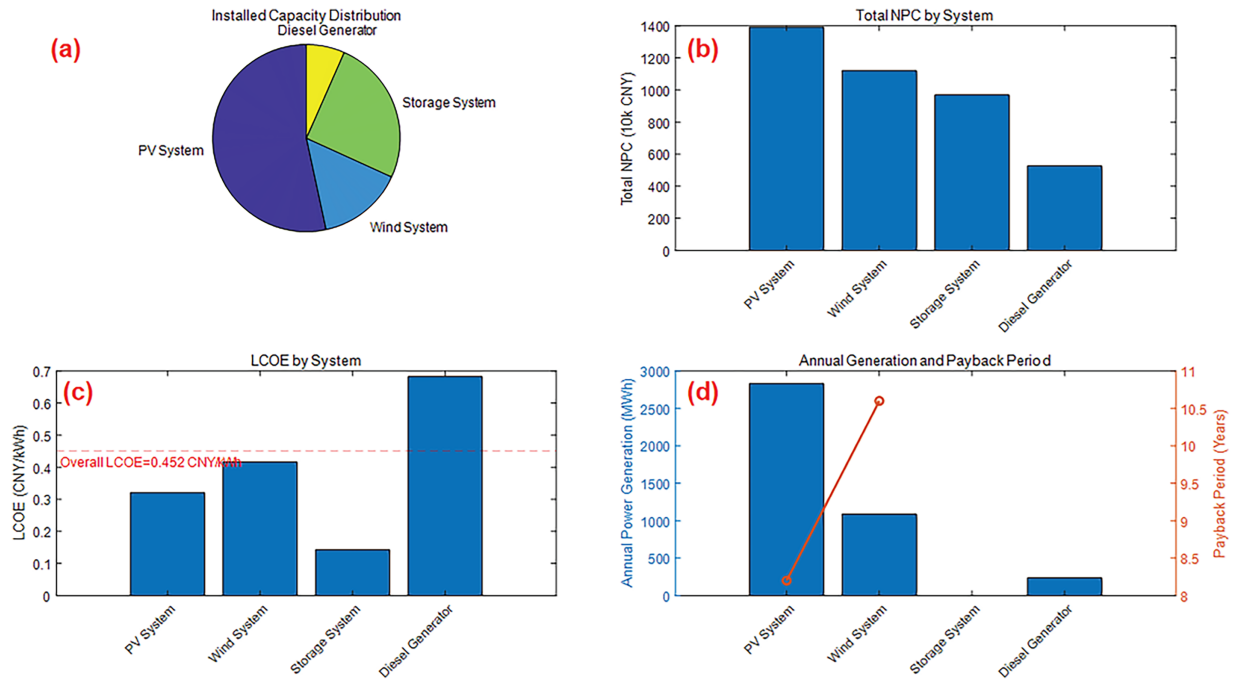 Installed Capacity Distribution
Diesel Generator
(a)
Storage System
PV System
Wind System
Total NPC by System
(b)
1400
1200
1000
800
600
400
200
0
Total NPC (10k CNY)
PV System
Wind System
Storage System
Diesel Generator
LCOE by System
(c)
0.7
0.6
0.5
0.4
0.3
0.2
0.1
0
LCOE (CNY/kWh)
Overall LCOE=0.452 CNY/kWh
PV System
Wind System
Storage System
Diesel Generator
Annual Generation and Payback Period
(d)
3000
2500
2000
1500
1000
500
0
Annual Power Generation (MWh)
11
10.5
10
9.5
9
8.5
8
Payback Period (Years)
PV System
Wind System
Storage System
Diesel Generator